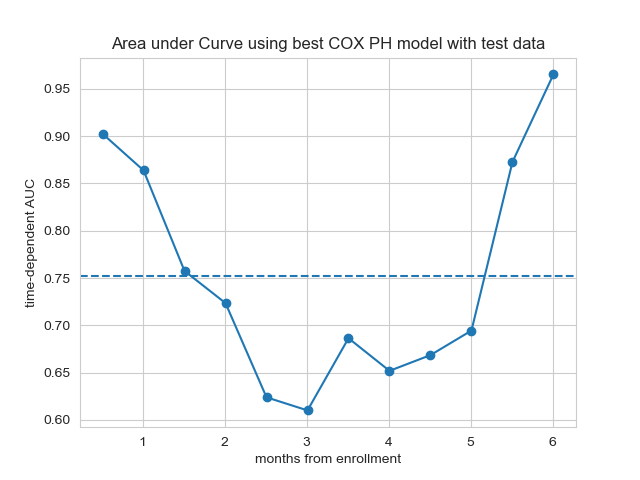 Area under Curve using best COX PH model with test data
time-dependent AUC
0.95
0.90
0.85
0.80
0.75
0.70
0.65
0.60
1 2 3 4 5 6
months from enrollment